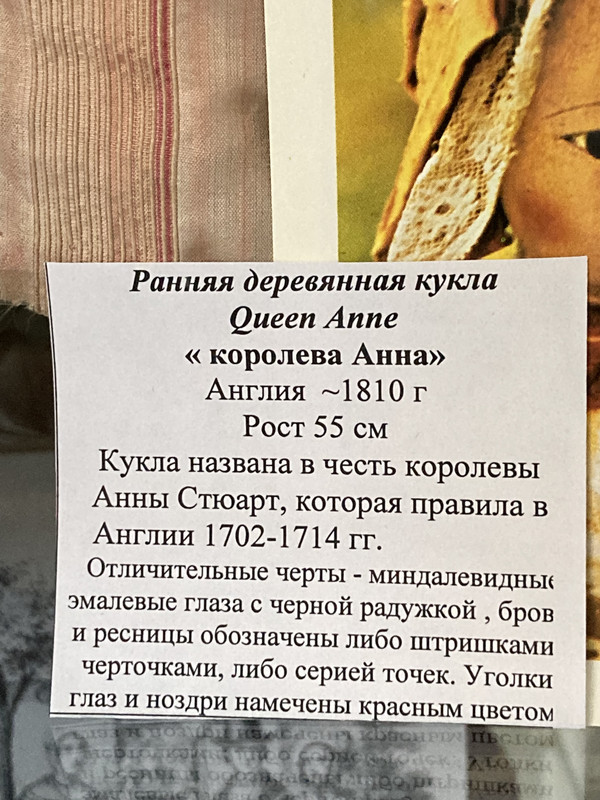 Ранняя деревянная кукла
Queen Anne
« королева Анна»
Англия ~1810 г
Рост 55 см
Кукла названа в честь королевы
Анны Стюарт, которая правила в
Англии 1702-1714 гг.
Отличительные черты - миндалевидные
эмалевые глаза с черной радужкой , бров
и ресницы обозначены либо штришками
черточками, либо серией точек. Уголки
глаз и ноздри намечены красным цветом